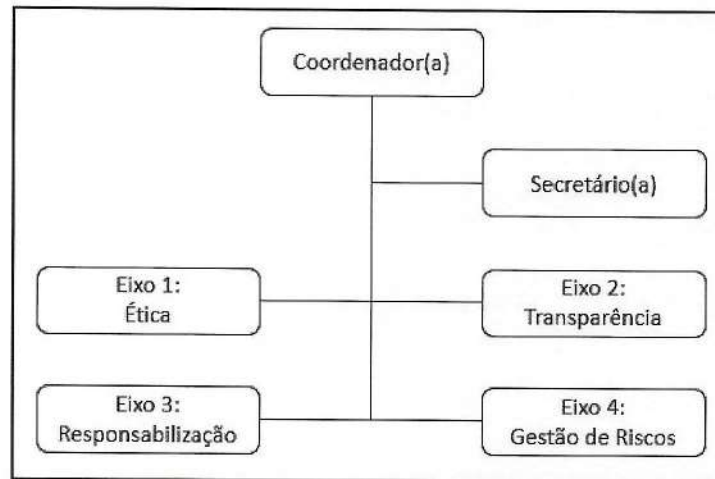 Coordenador(a)
Secretário(a)
Eixo 1:
Ética
Eixo 2:
Transparência
Eixo 3:
Responsabilização
Eixo 4:
Gestão de Riscos